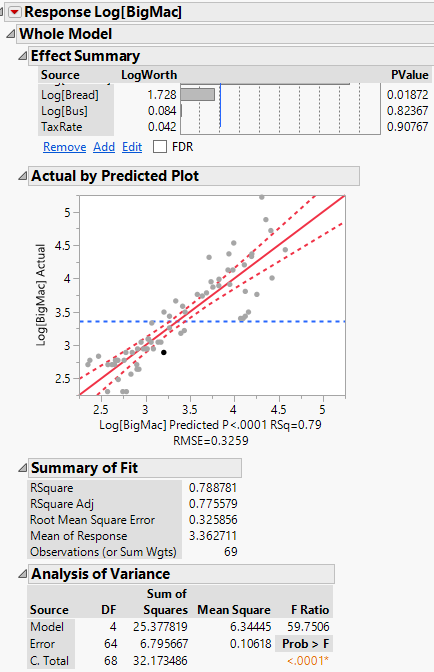 Response Log[BigMac]
Whole Model
Effect Summary
Source LogWorth PValue
Log[Bread] 1.728 0.01872
Log[Bus] 0.084 0.82367
TaxRate 0.042 0.90767
Remove Add Edit FDR
Actual by Predicted Plot
Log[BigMac] Actual
5
4.5
4
3.5
3
2.5
2.5 3 3.5 4 4.5 5
Log[BigMac] Predicted P<.0001 RSq=0.79
RMSE=0.3259
Summary of Fit
RSquare 0.788781
RSquare Adj 0.775579
Root Mean Square Error 0.325856
Mean of Response 3.362711
Observations (or Sum Wgts) 69
Analysis of Variance
Sum of
Source DF Squares Mean Square F Ratio
Model 4 25.377819 6.34445 59.7506
Error 64 6.795667 0.10618 Prob > F
C. Total 68 32.173486 <.0001*